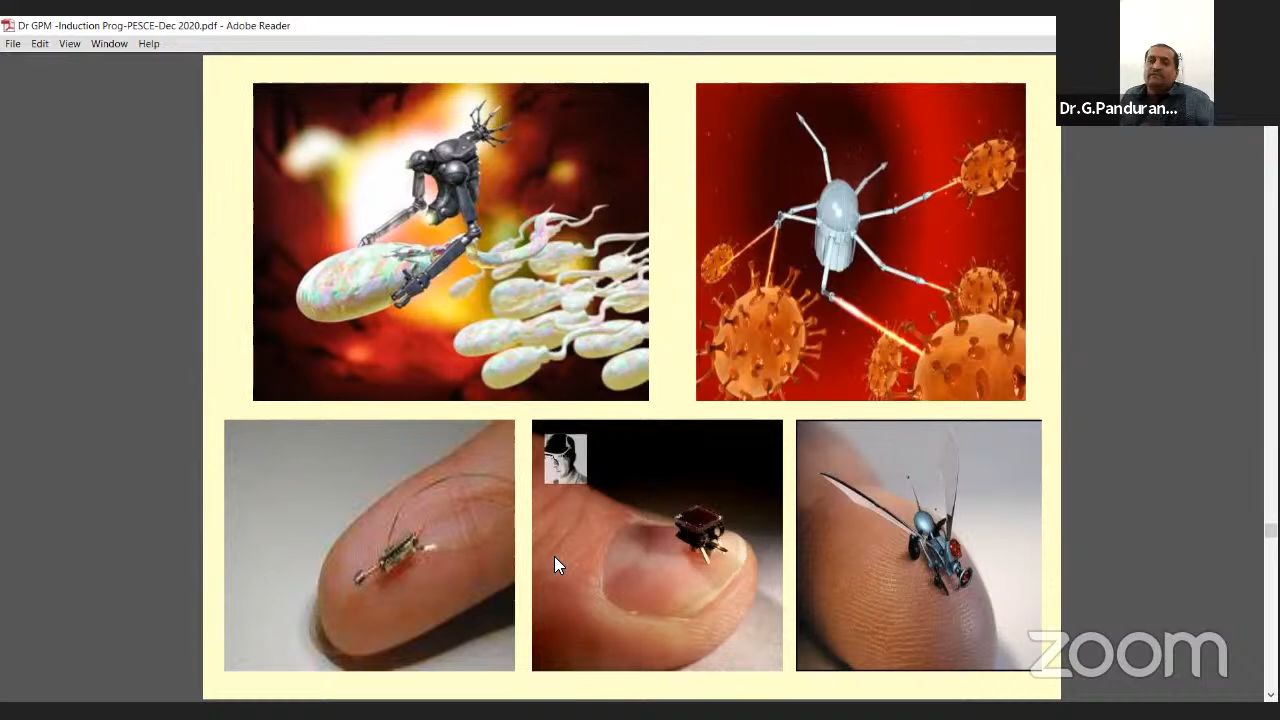 Dr GPM -Induction Prog-PESCE-Dec 2020.pdf - Adobe Reader
File Edit View Window Help
Dr.G.Panduran...
zoom